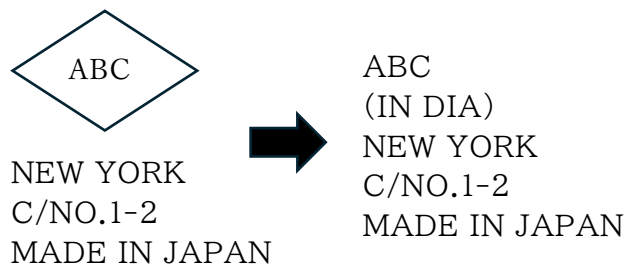 ABC
NEW YORK
C/NO.1-2
MADE IN JAPAN
ABC
(IN DIA)
NEW YORK
C/NO.1-2
MADE IN JAPAN